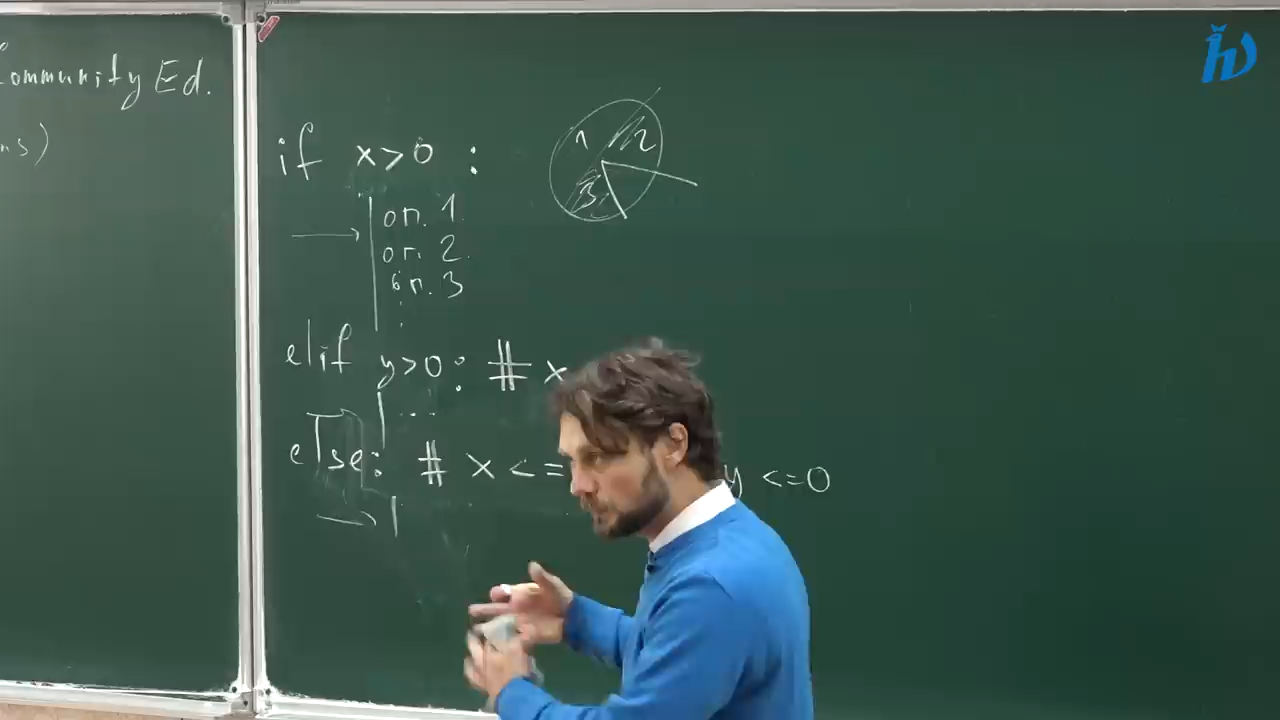 Community Ed.
ns)
if x>0 :
оп. 1
оп. 2
оп. 3
elif y>0: # x
...
else: # x <= y <=0
1 2 3